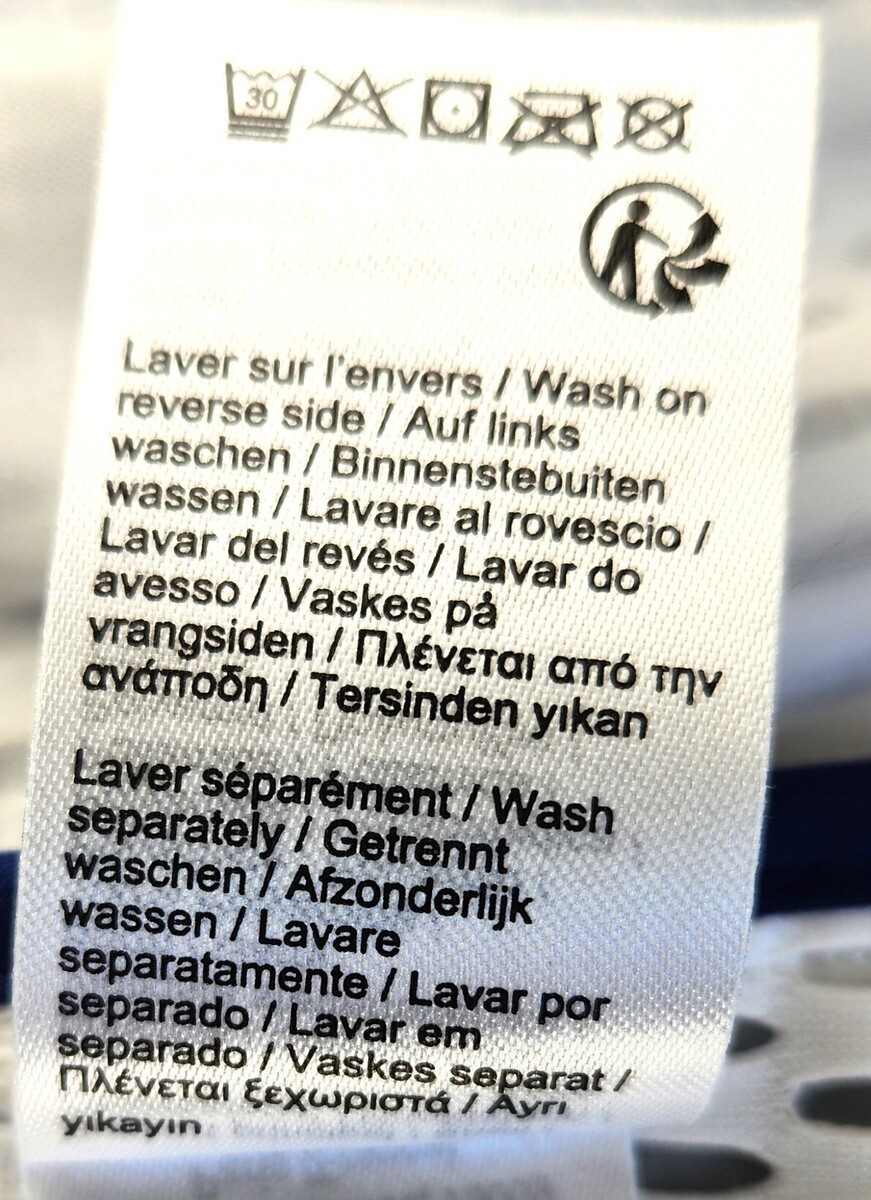 30
Laver sur l'envers / Wash on
reverse side / Auf links
waschen / Binnenstebuiten
wassen / Lavare al rovescio /
Lavar del revés / Lavar do
avesso / Vaskes på
vrangsiden / Πλένεται από την
ανάποδη / Tersinden yıkan
Laver séparément / Wash
separately / Getrennt
waschen / Afzonderlijk
wassen / Lavare
separatamente / Lavar por
separado / Lavar em
separado / Vaskes separat /
Πλένεται ξεχωριστά / Ayrı
yıkayın